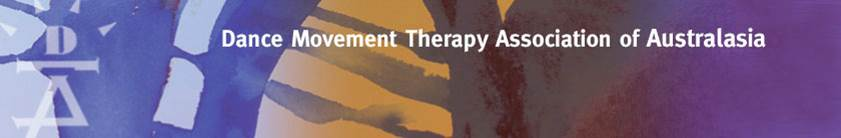 Dance Movement Therapy Association of Australasia
D